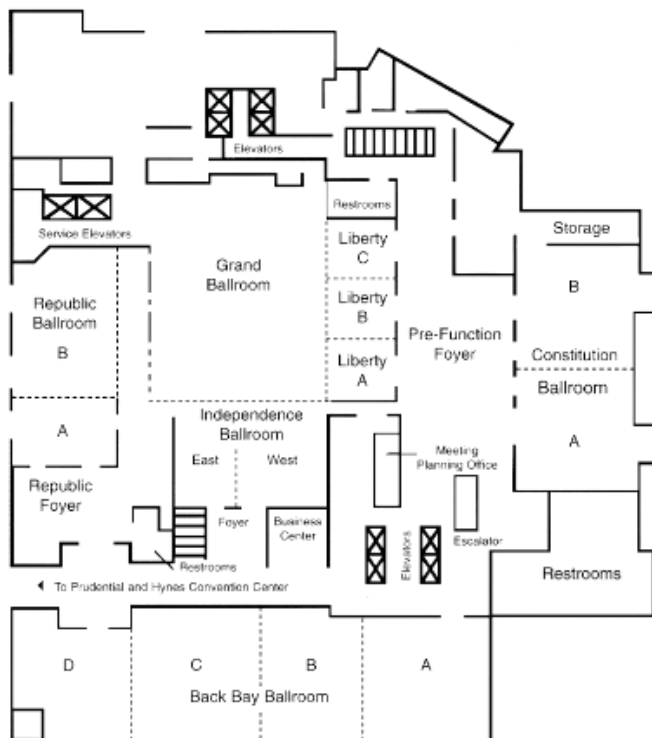 Elevators
Restrooms
Service Elevators
Storage
Liberty
C
Grand
Ballroom
Republic
Ballroom
B
Liberty
B
B
Pre-Function
Foyer
Constitution
Ballroom
Liberty
A
A
A
Independence
Ballroom
East
West
Meeting
Planning Office
Republic
Foyer
Foyer
Business
Center
Escalator
Elevators
Restrooms
Restrooms
To Prudential and Hynes Convention Center
D
C
B
A
Back Bay Ballroom